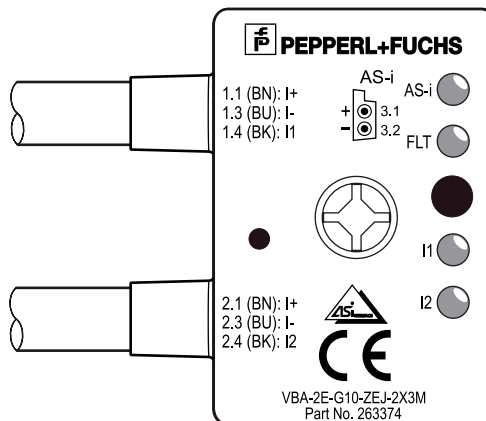 PEPPERL+FUCHS
1.1 (BN): I+
1.3 (BU): I-
1.4 (BK): I1
AS-i
+ 3.1
− 3.2
AS-i
FLT
I1
I2
2.1 (BN): I+
2.3 (BU): I-
2.4 (BK): I2
ASi
CE
VBA-2E-G10-ZEJ-2X3M
Part No. 263374